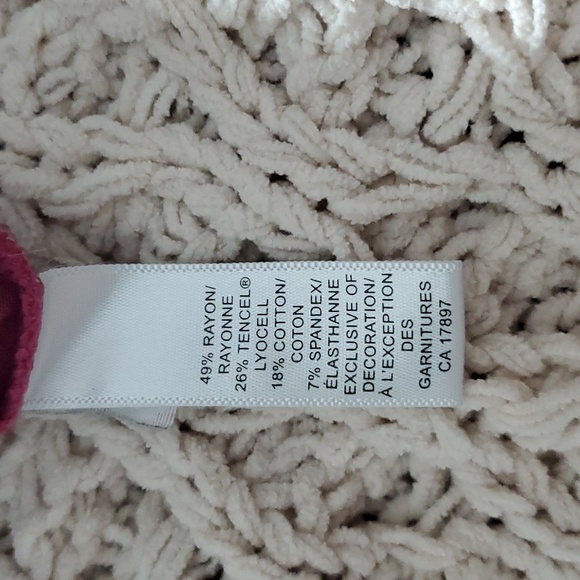 49% RAYON/
RAYONNE
26% TENCEL®
LYOCELL
18% COTTON/
COTON
7% SPANDEX/
ÉLASTHANNE
EXCLUSIVE OF
DECORATION/
À L'EXCEPTION
DES
GARNITURES
CA 17897